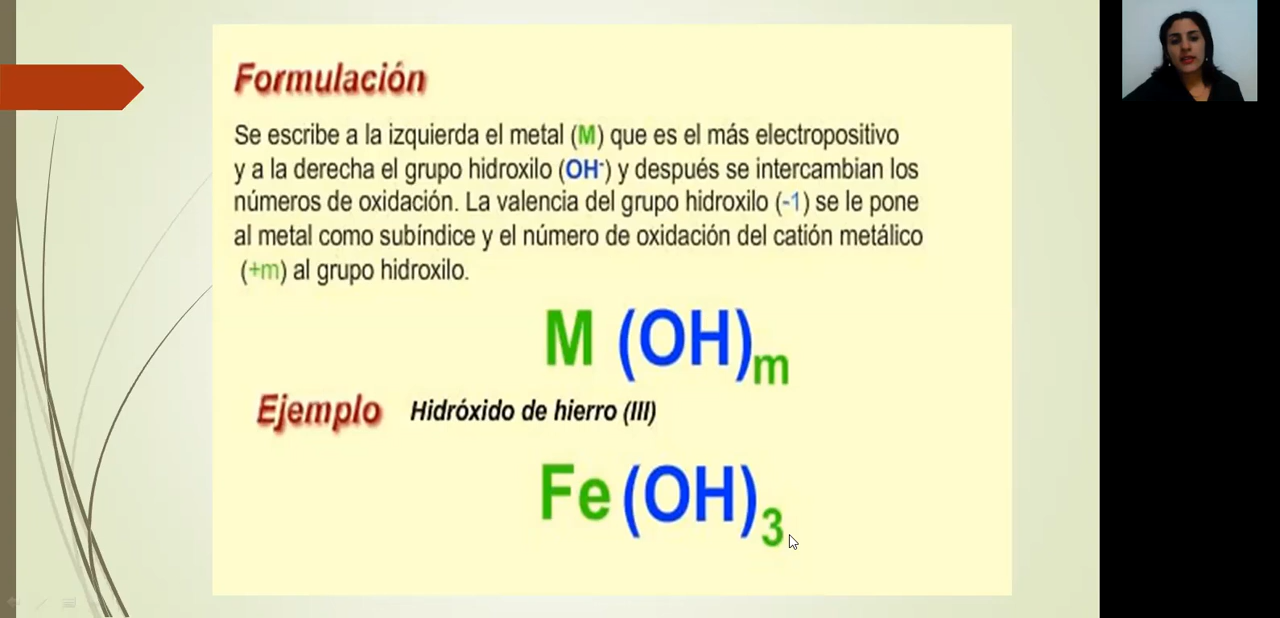 Formulación
Se escribe a la izquierda el metal (M) que es el más electropositivo
y a la derecha el grupo hidroxilo (OH⁻) y después se intercambian los
números de oxidación. La valencia del grupo hidroxilo (-1) se le pone
al metal como subíndice y el número de oxidación del catión metálico
(+m) al grupo hidroxilo.
M (OH)ₘ
Ejemplo Hidróxido de hierro (III)
Fe (OH)₃